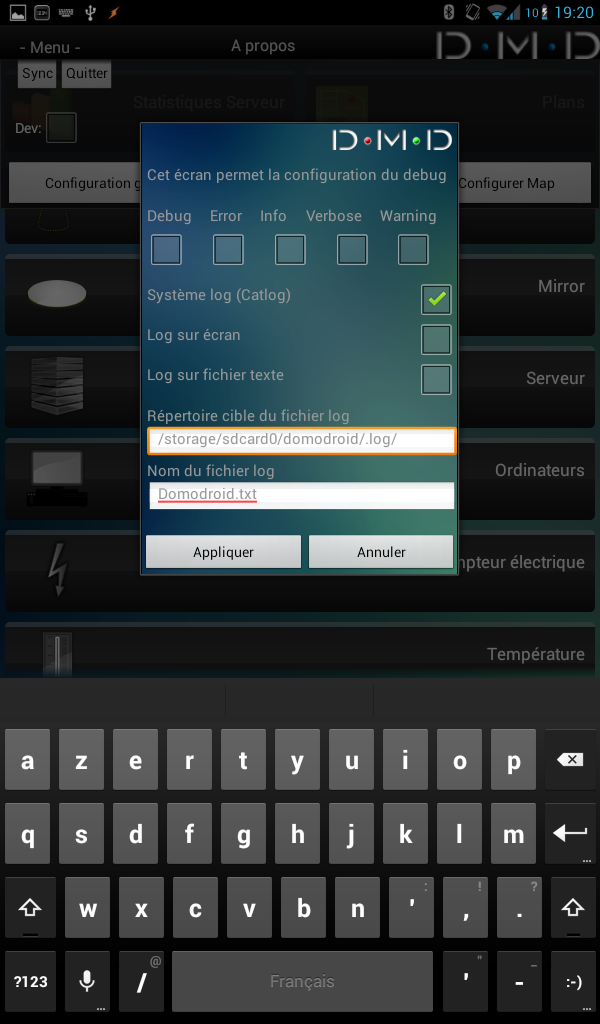 10 19:20
- Menu - A propos D M D
Sync Quitter
Statistiques Serveur Plans
Dev:
Configuration g Configurer Map
D M D
Cet écran permet la configuration du debug
Debug Error Info Verbose Warning
Système log (Catlog)
Log sur écran
Log sur fichier texte
Répertoire cible du fichier log
/storage/sdcard0/domodroid/.log/
Nom du fichier log
Domodroid.txt
Appliquer Annuler
Mirror
Serveur
Ordinateurs
mpteur électrique
Température
a z e r t y u i o p
q s d f g h j k l m
w x c v b n ' : , ! . ?
?123 / @ Français ' " - _ :-)